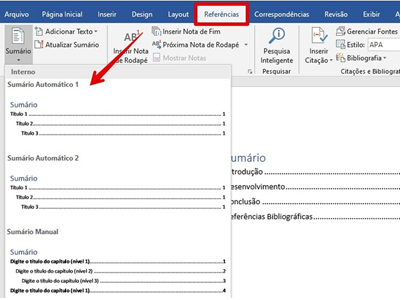 Arquivo Página Inicial Inserir Design Layout Referências Correspondências Revisão Exibir
Sumário
Adicionar Texto
Atualizar Sumário
AB
Inserir Nota de Rodapé
Inserir Nota de Fim
Próxima Nota de Rodapé
Mostrar Notas
Pesquisa Inteligente
Pesquisa
Inserir Citação
Gerenciar Fontes
Estilo: APA
Bibliografia
Citações e Bibliogra
Interno
Sumário Automático 1
Sumário
Título 1 1
Título 2 1
Título 3 1
Sumário Automático 2
Sumário
Título 1 1
Título 2 1
Título 3 1
Sumário Manual
Sumário
Digite o título do capítulo (nível 1) 1
Digite o título do capítulo (nível 2) 2
Digite o título do capítulo (nível 3) 3
Digite o título do capítulo (nível 1) 4
umário
trodução
esenvolvimento
onclusão
eferências Bibliográficas